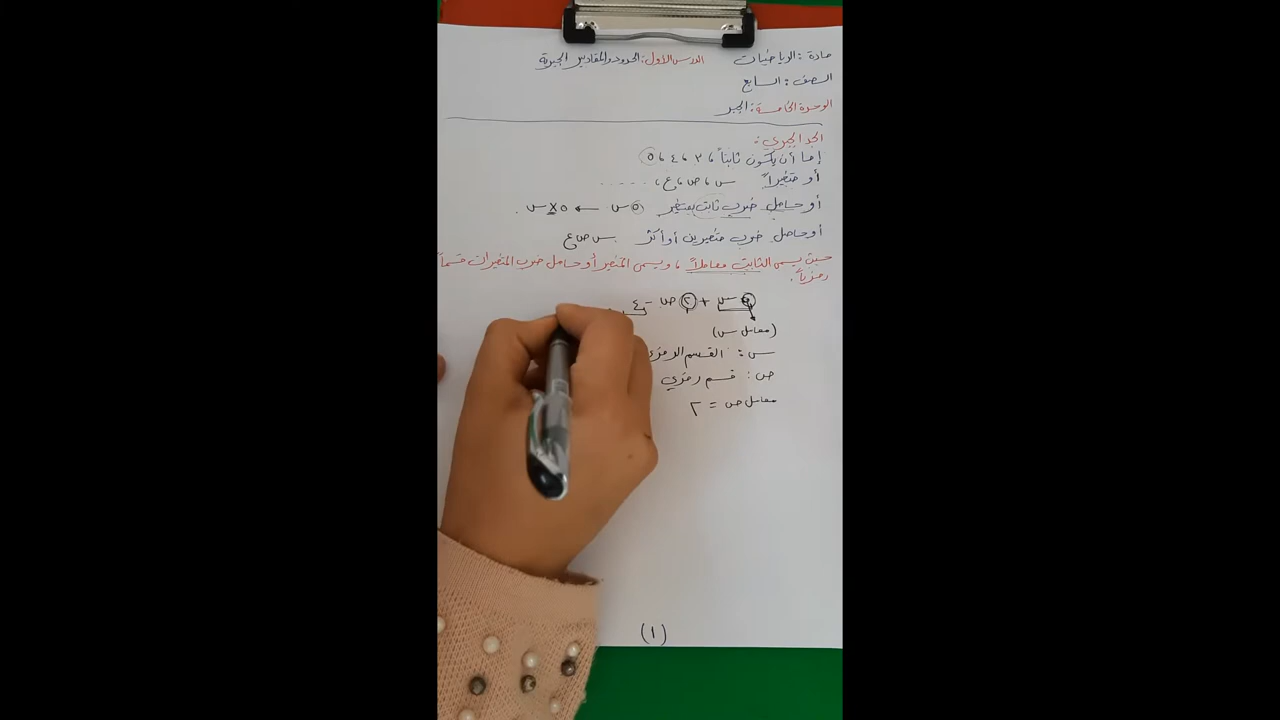 مادة : الرياضيات الدرس الأول : الحدود والمقادير الجبرية
الصف : السابع
الوحدة الخامسة : الجبر
الحد الجبري :
إما أن يكون ثابتاً ، ٣ ، ٤ ، ٥
أو متغيراً س ، ص ، ع ، .....
أو حاصل ضرب ثابت بمتغير ٥ س ← ٥ × س .
أو حاصل ضرب متغيرين أو أكثر س ص ع
حيث يسمى الثابت معاملاً ، ويسمى المتغير أو حاصل ضرب المتغيرات قسماً
رمزياً .
س + ٢ ص - ٤
(معامل س)
س : القسم الرمزي
ص : قسم رمزي
معامل ص = ٢
(١)